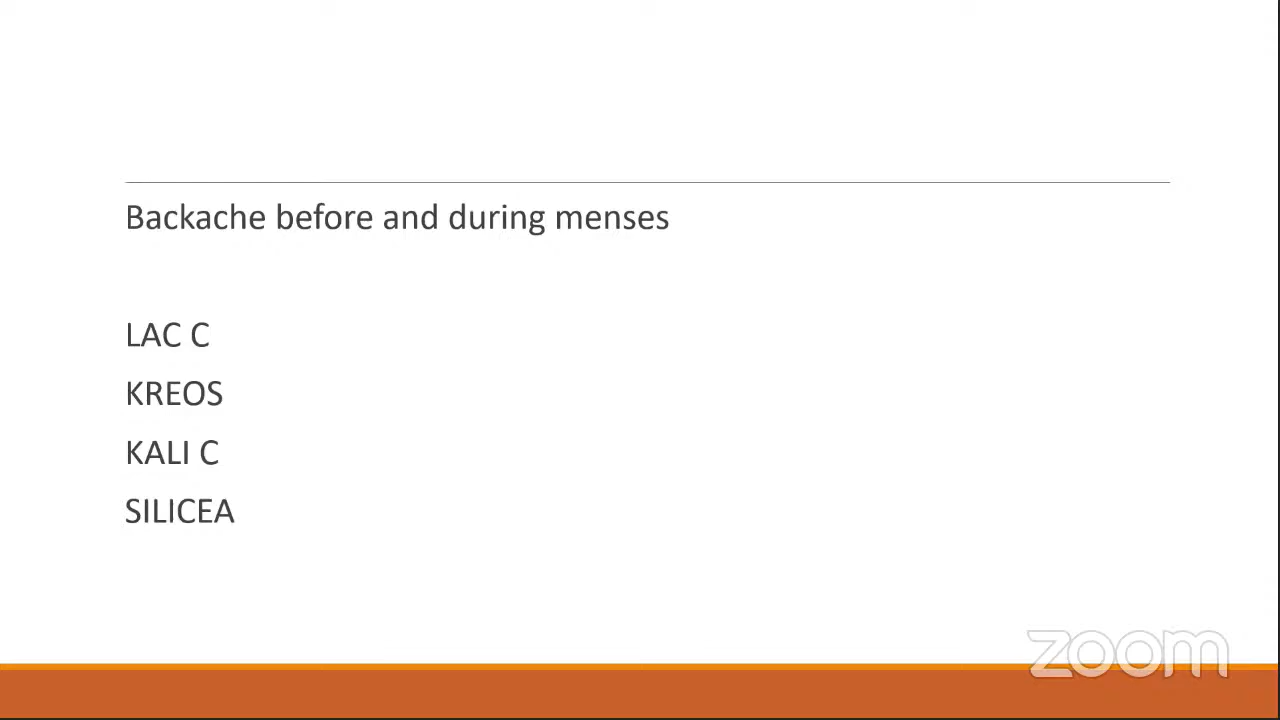 Backache before and during menses
LAC C
KREOS
KALI C
SILICEA
zoom